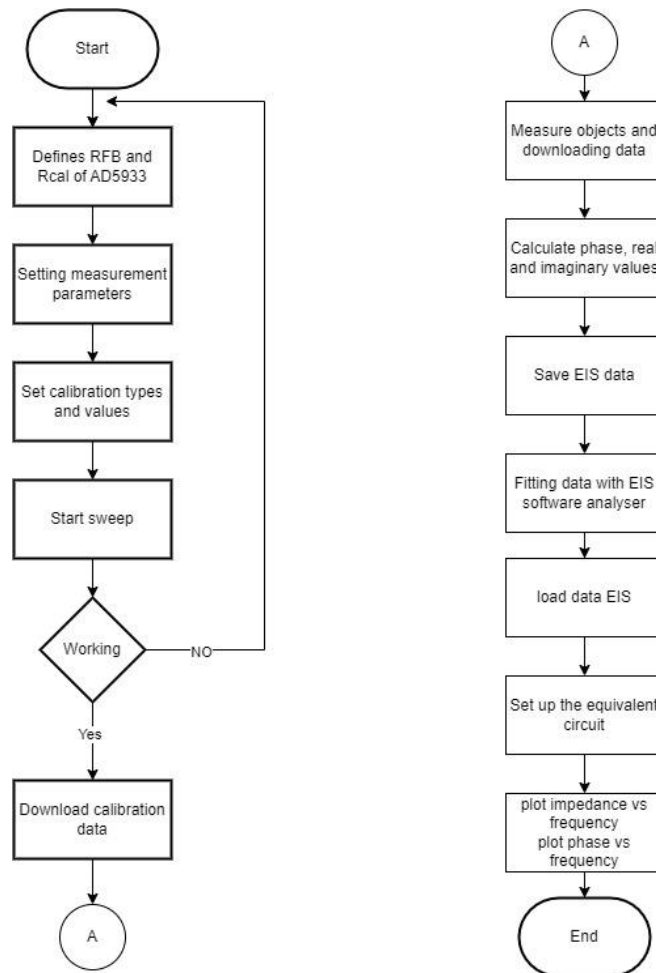 Start
Defines RFB and
Rcal of AD5933
Setting measurement
parameters
Set calibration types
and values
Start sweep
Working
NO
Yes
Download calibration
data
A
A
Measure objects and
downloading data
Calculate phase, real
and imaginary values
Save EIS data
Fitting data with EIS
software analyser
load data EIS
Set up the equivalent
circuit
plot impedance vs
frequency
plot phase vs
frequency
End